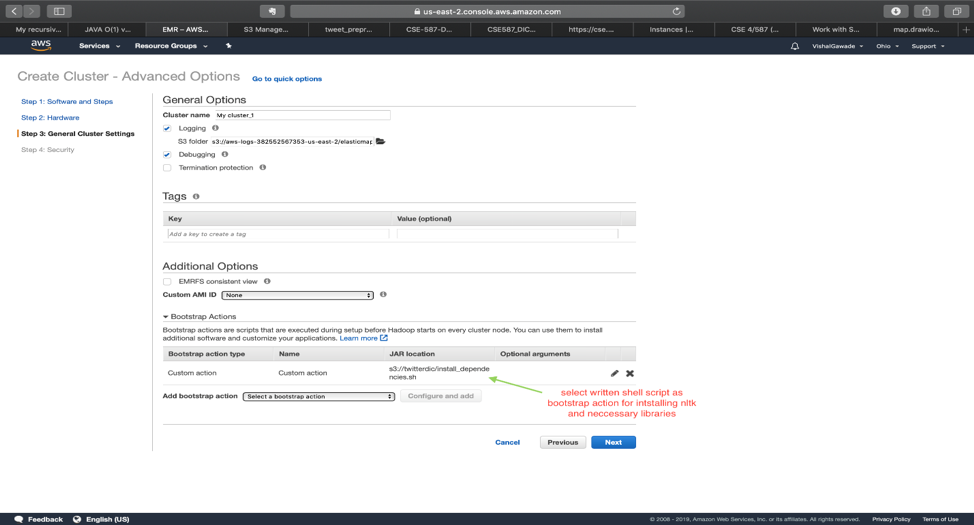 us-east-2.console.aws.amazon.com
My recursiv...
JAVA O(1) v...
EMR – AWS...
S3 Manage...
tweet_prepr...
CSE-587-D...
CSE587_DIC...
https://cse....
Instances |...
CSE 4/587 (...
Work with S...
map.drawio...
aws
Services
Resource Groups
VishalGawade
Ohio
Support
Create Cluster - Advanced Options
Go to quick options
Step 1: Software and Steps
Step 2: Hardware
Step 3: General Cluster Settings
Step 4: Security
General Options
Cluster name My cluster_1
Logging
S3 folder s3://aws-logs-382552567353-us-east-2/elasticmap
Debugging
Termination protection
Tags
Key Value (optional)
Add a key to create a tag
Additional Options
EMRFS consistent view
Custom AMI ID None
Bootstrap Actions
Bootstrap actions are scripts that are executed during setup before Hadoop starts on every cluster node. You can use them to install
additional software and customize your applications. Learn more
Bootstrap action type Name JAR location Optional arguments
Custom action Custom action s3://twitterdic/install_depende
ncies.sh
Add bootstrap action Select a bootstrap action Configure and add
select written shell script as
bootstrap action for intstalling nltk
and neccessary libraries
Cancel Previous Next
Feedback English (US)
© 2008 - 2019, Amazon Web Services, Inc. or its affiliates. All rights reserved. Privacy Policy Terms of Use